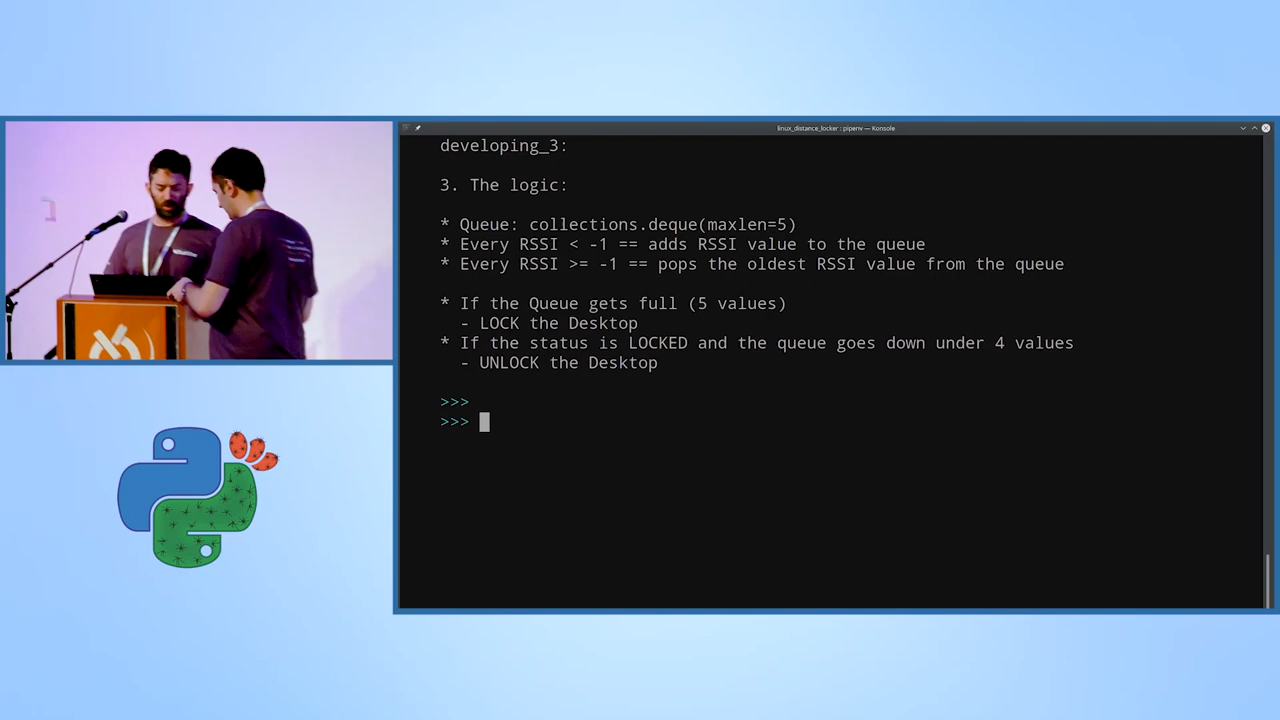 linux_distance_locker : pipenv — Konsole
developing_3:
3. The logic:
* Queue: collections.deque(maxlen=5)
* Every RSSI < -1 == adds RSSI value to the queue
* Every RSSI >= -1 == pops the oldest RSSI value from the queue
* If the Queue gets full (5 values)
- LOCK the Desktop
* If the status is LOCKED and the queue goes down under 4 values
- UNLOCK the Desktop
>>>
>>>